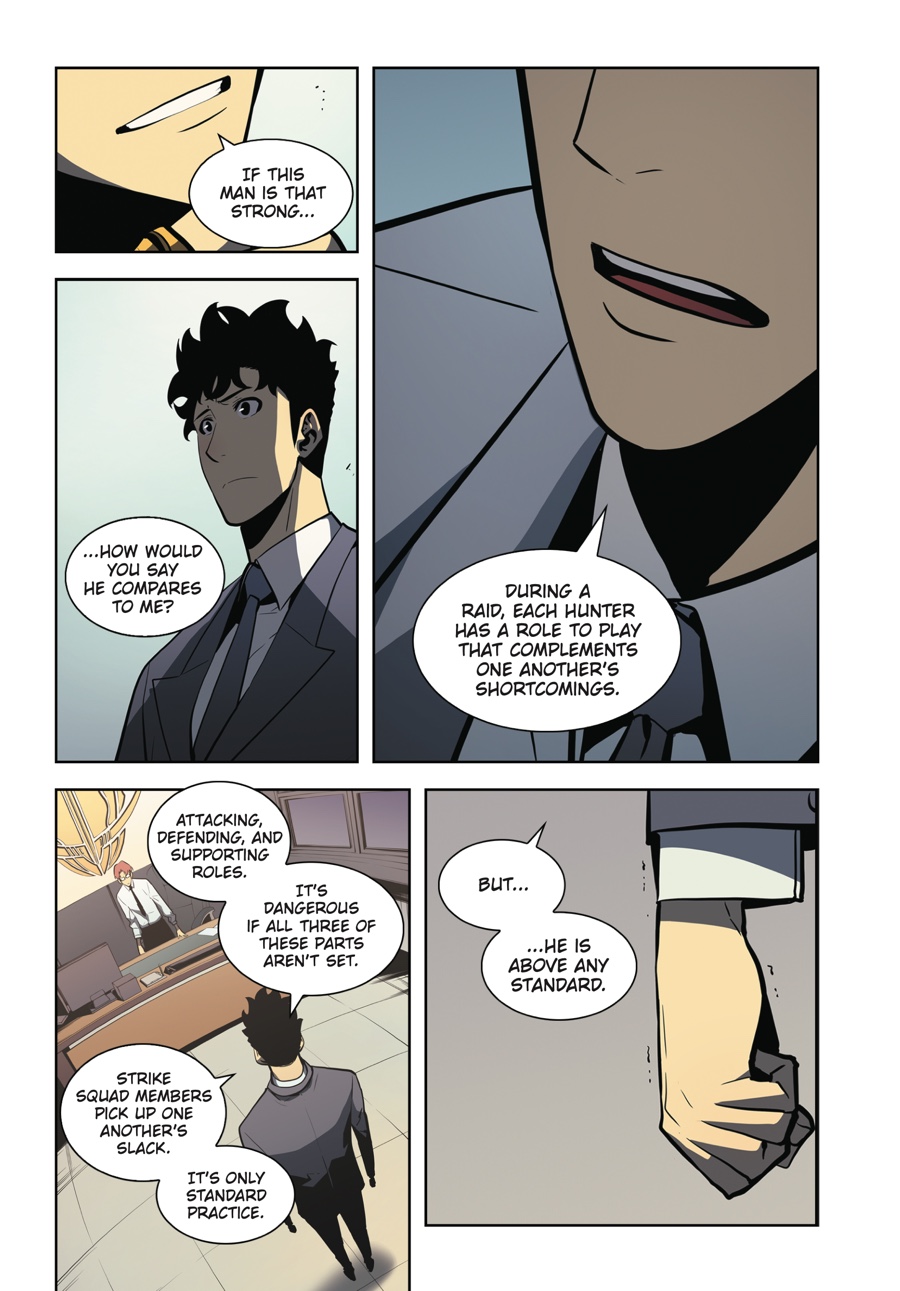 IF THIS
MAN IS THAT
STRONG...
...HOW WOULD
YOU SAY
HE COMPARES
TO ME?
DURING A
RAID, EACH HUNTER
HAS A ROLE TO PLAY
THAT COMPLEMENTS
ONE ANOTHER'S
SHORTCOMINGS.
ATTACKING,
DEFENDING, AND
SUPPORTING
ROLES.
IT'S
DANGEROUS
IF ALL THREE OF
THESE PARTS
AREN'T SET.
STRIKE
SQUAD MEMBERS
PICK UP ONE
ANOTHER'S
SLACK.
IT'S ONLY
STANDARD
PRACTICE.
BUT...
...HE IS
ABOVE ANY
STANDARD.